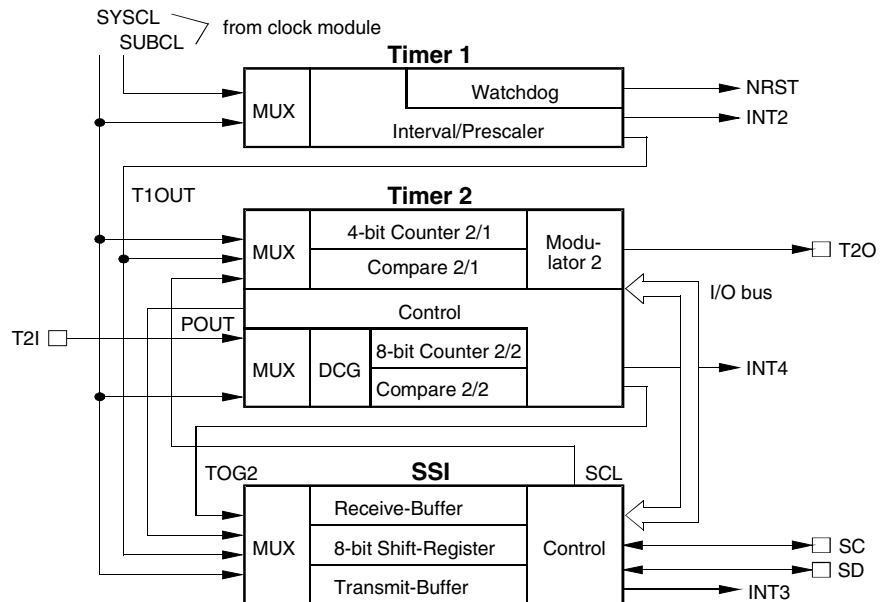 SYSCL
SUBCL
from clock module
Timer 1
MUX
Watchdog
Interval/Prescaler
NRST
INT2
T1OUT
Timer 2
MUX
4-bit Counter 2/1
Compare 2/1
Modu-
lator 2
T2O
I/O bus
Control
POUT
T2I
MUX
DCG
8-bit Counter 2/2
Compare 2/2
INT4
TOG2
SSI
SCL
MUX
Receive-Buffer
8-bit Shift-Register
Transmit-Buffer
Control
SC
SD
INT3